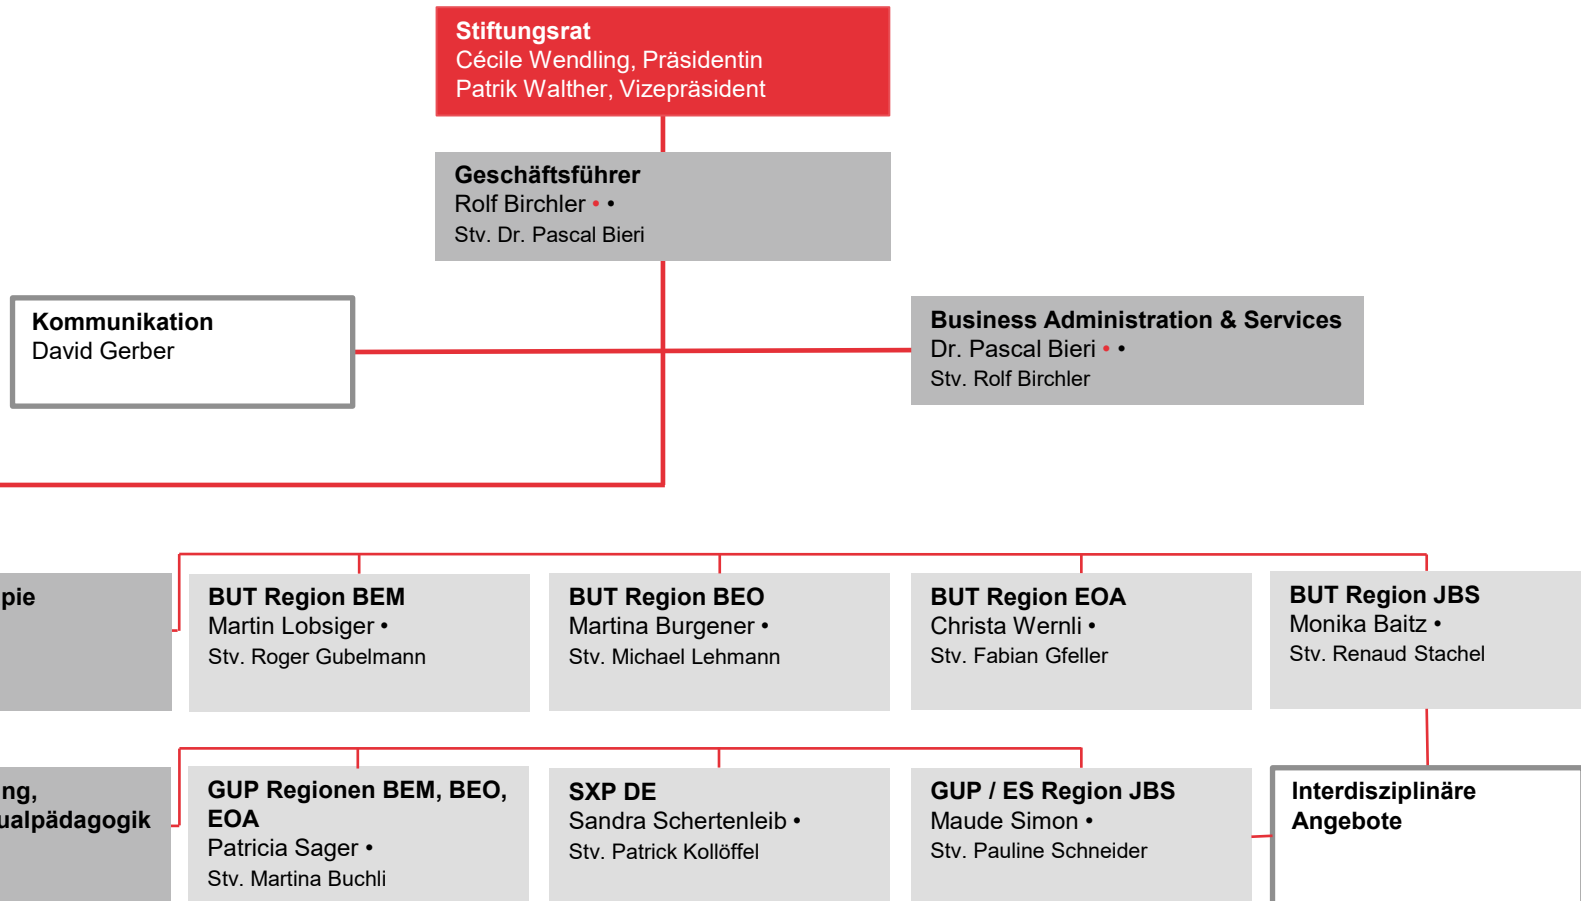 Stiftungsrat
Cécile Wendling, Präsidentin
Patrik Walther, Vizepräsident
Geschäftsführer
Rolf Birchler • •
Stv. Dr. Pascal Bieri
Kommunikation
David Gerber
Business Administration & Services
Dr. Pascal Bieri • •
Stv. Rolf Birchler
pie
BUT Region BEM
Martin Lobsiger •
Stv. Roger Gubelmann
BUT Region BEO
Martina Burgener •
Stv. Michael Lehmann
BUT Region EOA
Christa Wernli •
Stv. Fabian Gfeller
BUT Region JBS
Monika Baitz •
Stv. Renaud Stachel
ng,
ualpädagogik
GUP Regionen BEM, BEO,
EOA
Patricia Sager •
Stv. Martina Buchli
SXP DE
Sandra Schertenleib •
Stv. Patrick Kollöffel
GUP / ES Region JBS
Maude Simon •
Stv. Pauline Schneider
Interdisziplinäre
Angebote